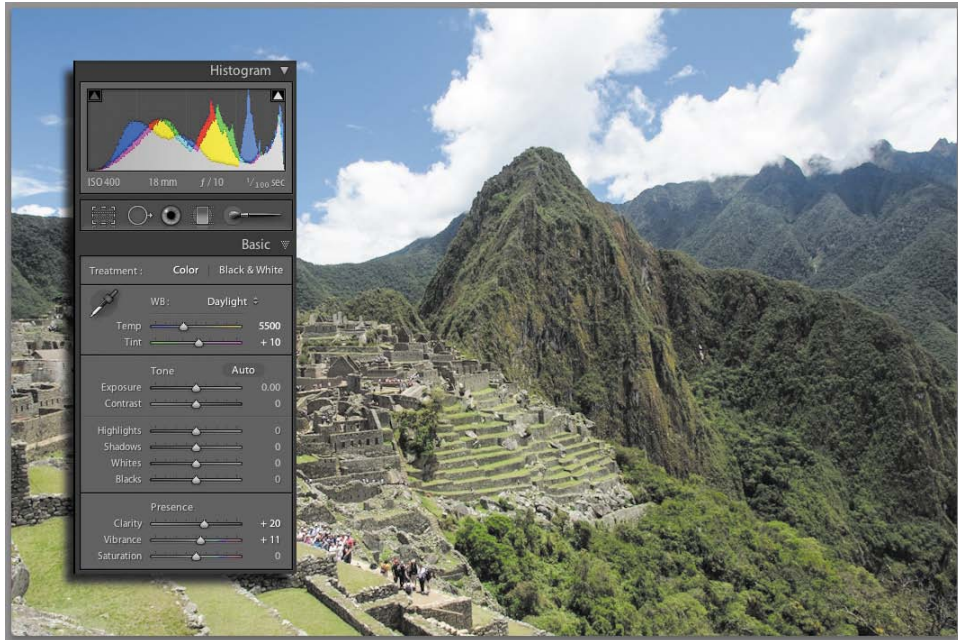 Histogram
ISO 400 18 mm f / 10 1/100 sec
Basic
Treatment : Color | Black & White
WB : Daylight
Temp 5500
Tint + 10
Tone Auto
Exposure 0.00
Contrast 0
Highlights 0
Shadows 0
Whites 0
Blacks 0
Presence
Clarity + 20
Vibrance + 11
Saturation 0